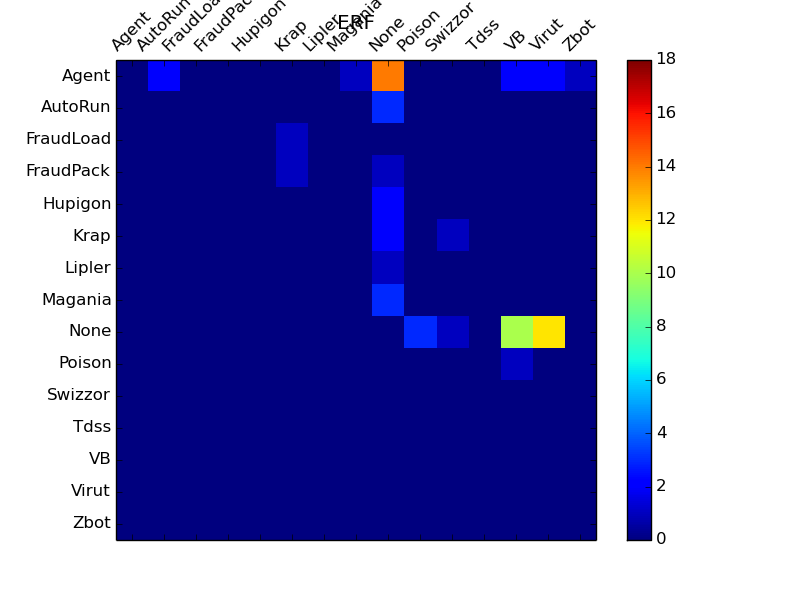 ERF
Agent AutoRun FraudLoad FraudPack Hupigon Krap Lipler Magania None Poison Swizzor Tdss VB Virut Zbot
Agent
AutoRun
FraudLoad
FraudPack
Hupigon
Krap
Lipler
Magania
None
Poison
Swizzor
Tdss
VB
Virut
Zbot
18
16
14
12
10
8
6
4
2
0